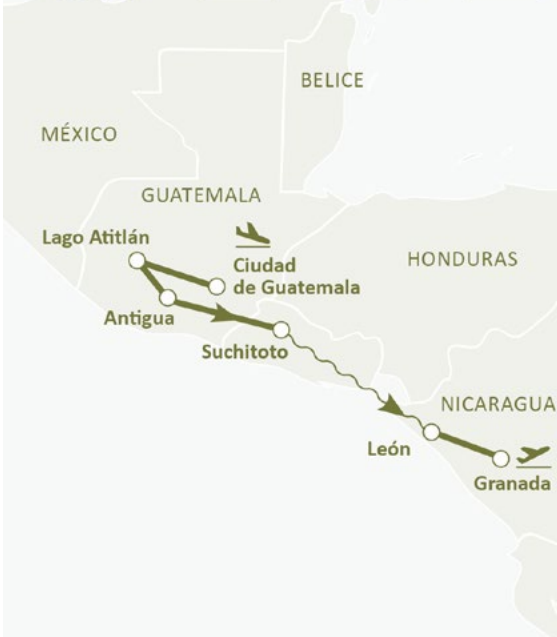 BELICE
MÉXICO
GUATEMALA
Lago Atitlán
Ciudad
de Guatemala
HONDURAS
Antigua
Suchitoto
NICARAGUA
León
Granada